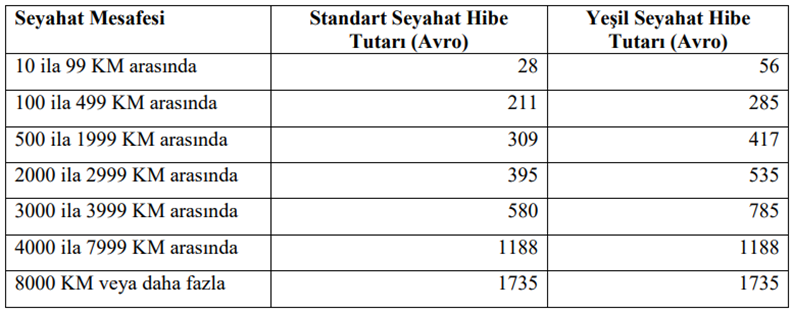 Seyahat Mesafesi Standart Seyahat Hibe Tutarı (Avro) Yeşil Seyahat Hibe Tutarı (Avro)
10 ila 99 KM arasında 28 56
100 ila 499 KM arasında 211 285
500 ila 1999 KM arasında 309 417
2000 ila 2999 KM arasında 395 535
3000 ila 3999 KM arasında 580 785
4000 ila 7999 KM arasında 1188 1188
8000 KM veya daha fazla 1735 1735